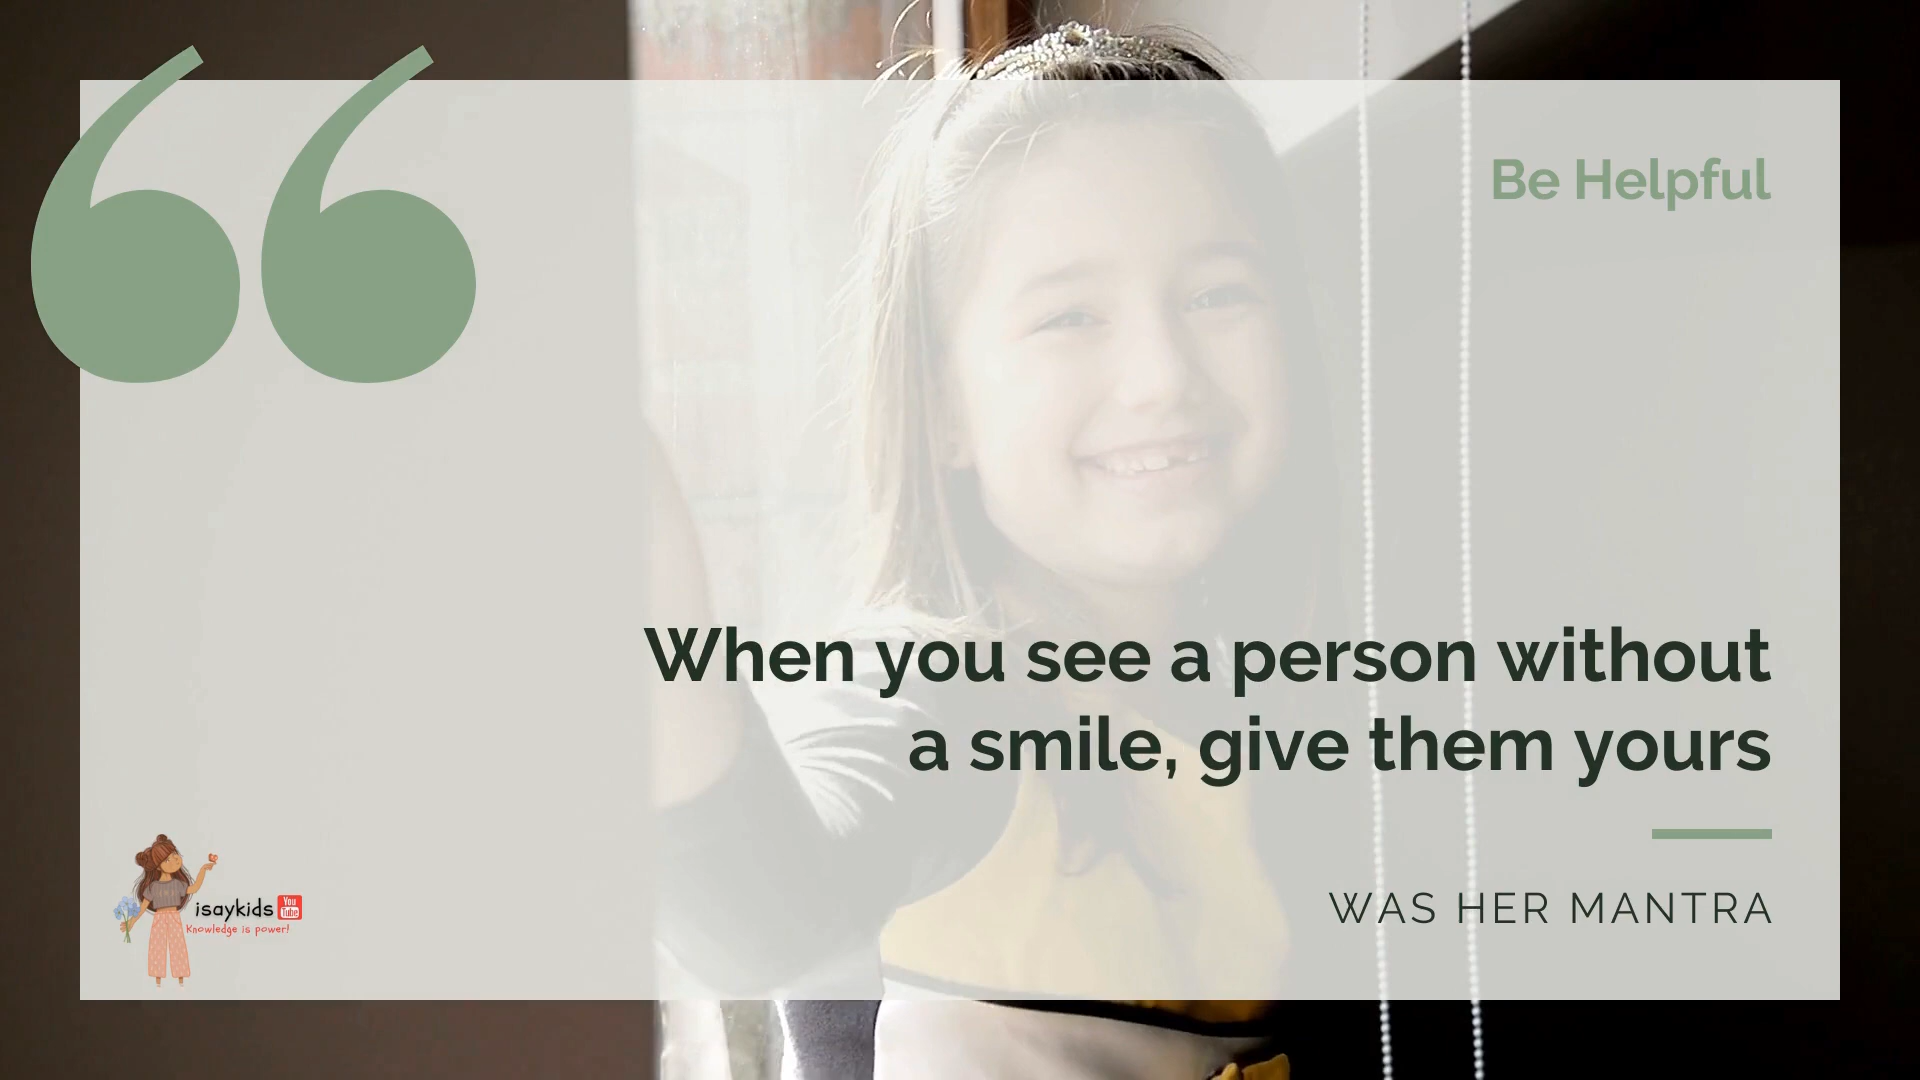 Be Helpful
When you see a person without
a smile, give them yours
WAS HER MANTRA
isaykids You Tube
Knowledge is power!